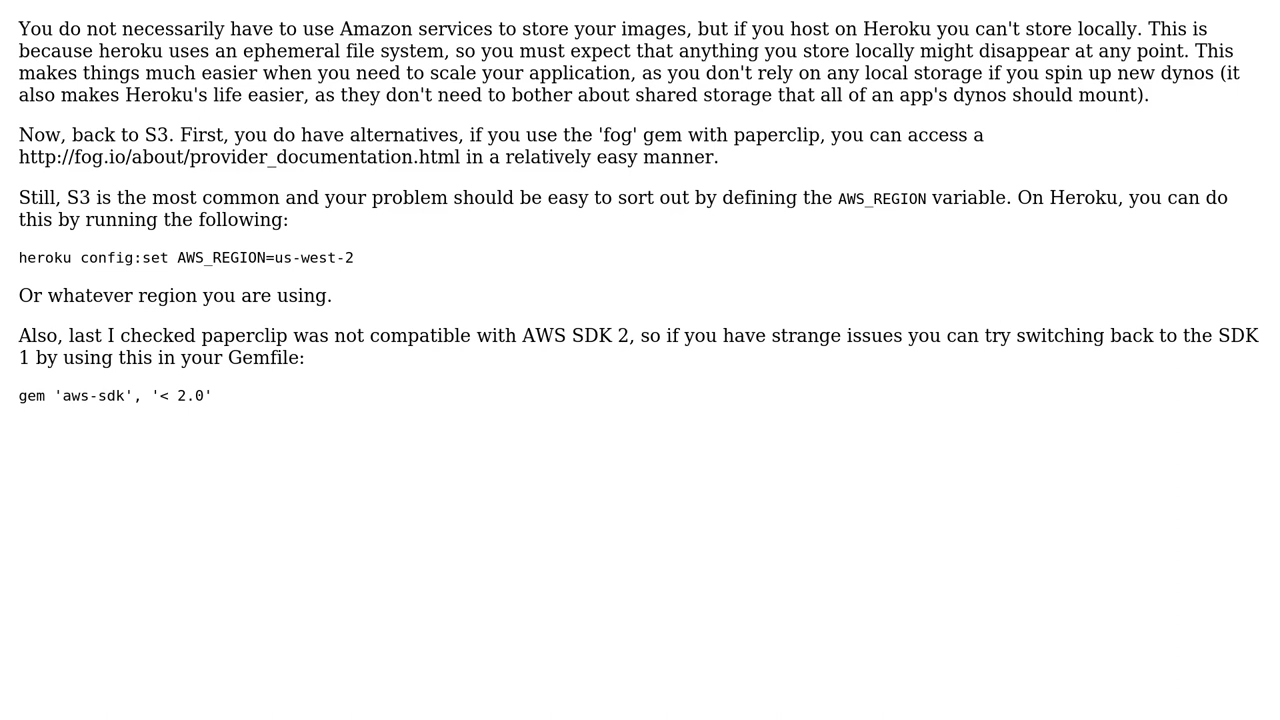 You do not necessarily have to use Amazon services to store your images, but if you host on Heroku you can't store locally. This is
because heroku uses an ephemeral file system, so you must expect that anything you store locally might disappear at any point. This
makes things much easier when you need to scale your application, as you don't rely on any local storage if you spin up new dynos (it
also makes Heroku's life easier, as they don't need to bother about shared storage that all of an app's dynos should mount).
Now, back to S3. First, you do have alternatives, if you use the 'fog' gem with paperclip, you can access a
http://fog.io/about/provider_documentation.html in a relatively easy manner.
Still, S3 is the most common and your problem should be easy to sort out by defining the AWS_REGION variable. On Heroku, you can do
this by running the following:
heroku config:set AWS_REGION=us-west-2
Or whatever region you are using.
Also, last I checked paperclip was not compatible with AWS SDK 2, so if you have strange issues you can try switching back to the SDK
1 by using this in your Gemfile:
gem 'aws-sdk', '< 2.0'